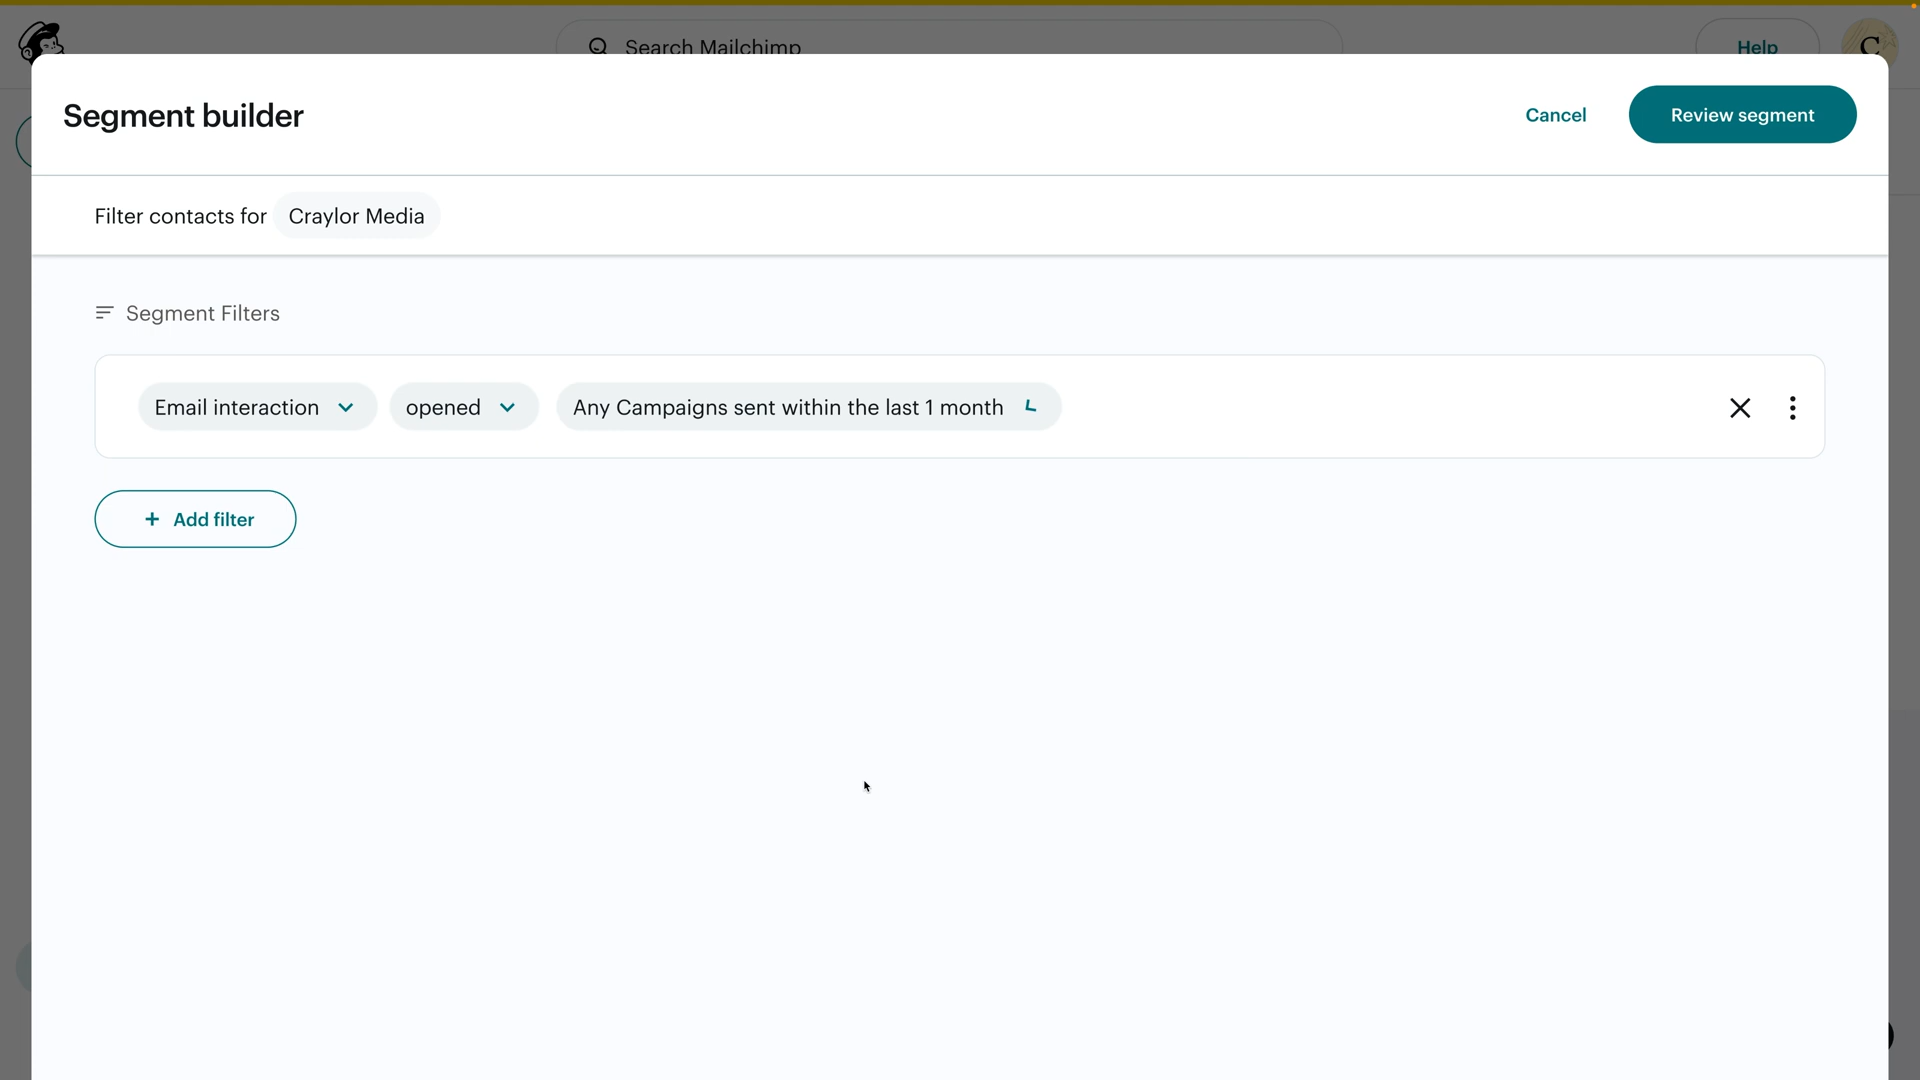 Search Mailchimp
Help
C
Segment builder
Cancel
Review segment
Filter contacts for Craylor Media
Segment Filters
Email interaction
opened
Any Campaigns sent within the last 1 month
+ Add filter